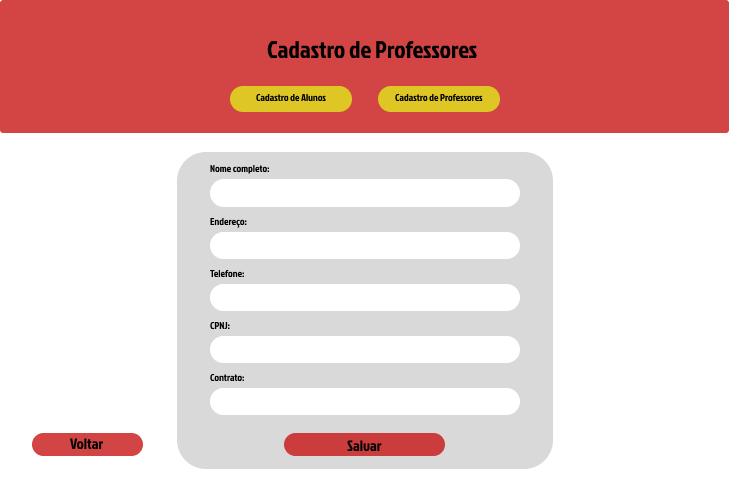 Cadastro de Professores
Cadastro de Alunos
Cadastro de Professores
Nome completo:
Endereço:
Telefone:
CPNJ:
Contrato:
Voltar
Salvar